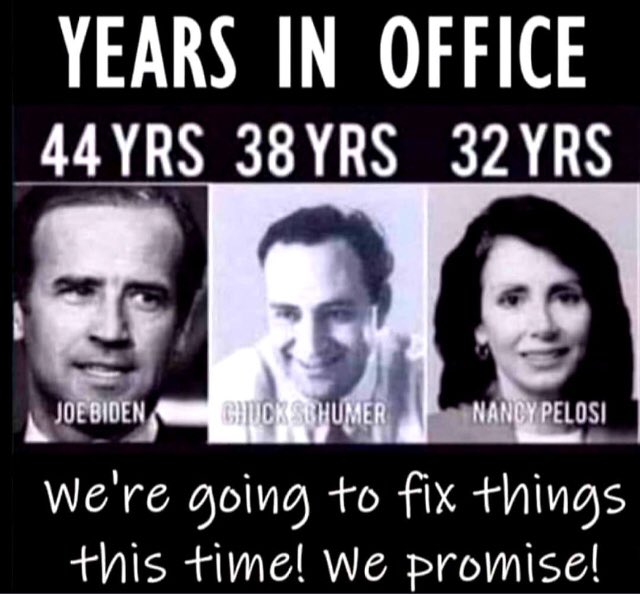 YEARS IN OFFICE
44 YRS 38 YRS 32 YRS
JOE BIDEN CHUCK SCHUMER NANCY PELOSI
We're going to fix things
this time! We promise!